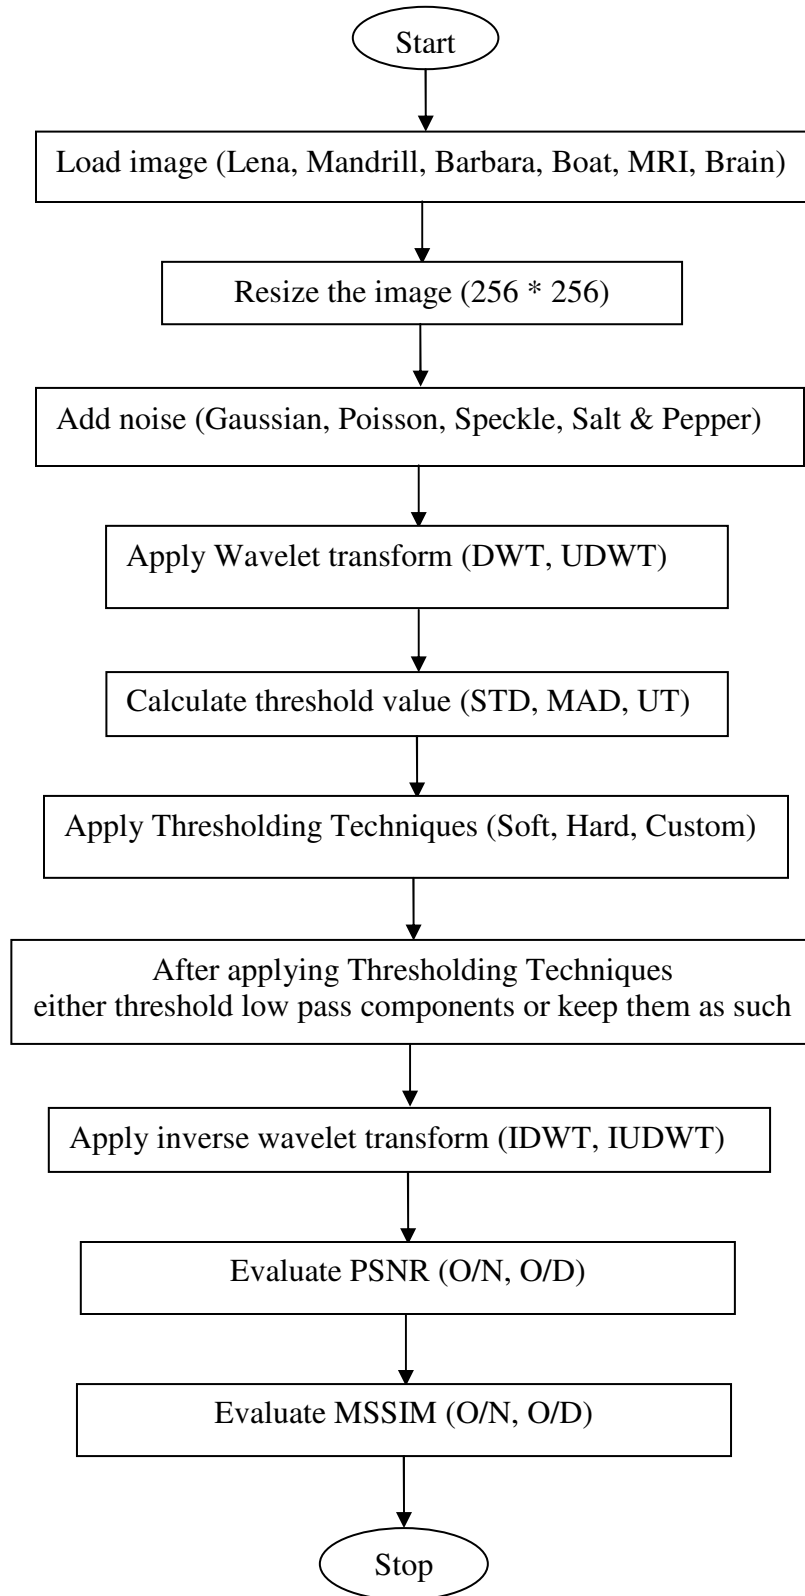 Start
Load image (Lena, Mandrill, Barbara, Boat, MRI, Brain)
Resize the image (256 * 256)
Add noise (Gaussian, Poisson, Speckle, Salt & Pepper)
Apply Wavelet transform (DWT, UDWT)
Calculate threshold value (STD, MAD, UT)
Apply Thresholding Techniques (Soft, Hard, Custom)
After applying Thresholding Techniques
either threshold low pass components or keep them as such
Apply inverse wavelet transform (IDWT, IUDWT)
Evaluate PSNR (O/N, O/D)
Evaluate MSSIM (O/N, O/D)
Stop